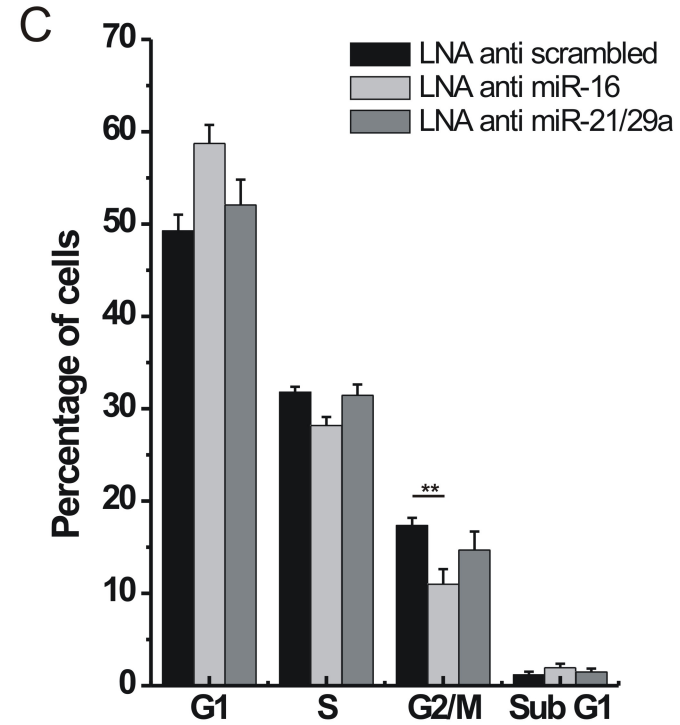 C
70
60
50
40
30
20
10
0
Percentage of cells
LNA anti scrambled
LNA anti miR-16
LNA anti miR-21/29a
**
G1 S G2/M Sub G1